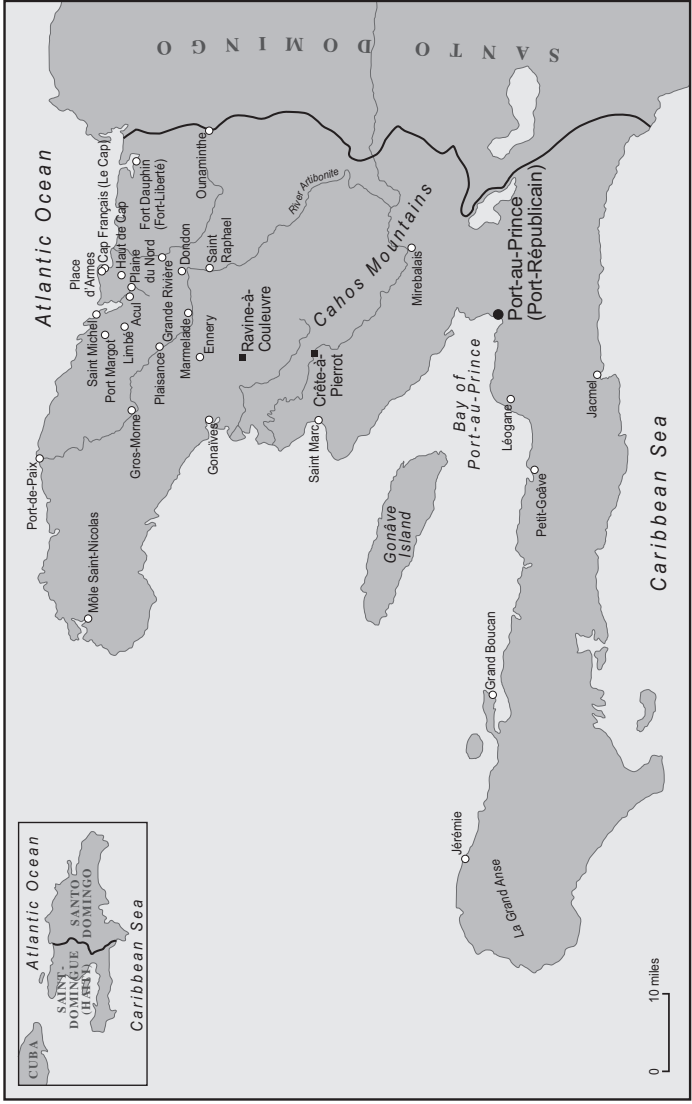 Atlantic Ocean
CUBA
SAINT-
DOMINGUE
(HAITI)
SANTO
DOMINGO
Caribbean Sea
Atlantic Ocean
Port-de-Paix
Môle Saint-Nicolas
Saint Michel
Port Margot
Limbé
Acul
Place
d'Armes
Cap Français (Le Cap)
Haut de Cap
Plaine
du Nord
Fort Dauphin
(Fort-Liberté)
Grande Rivière
Dondon
Ounaminthe
Gros-Morne
Plaisance
Marmelade
Ennery
Saint
Raphael
Gonaïves
Ravine-à-
Couleuvre
River Artibonite
Cahos Mountains
Saint Marc
Crête-à-
Pierrot
Mirebalais
SANTO DOMINGO
Gonâve
Island
Bay of
Port-au-Prince
Port-au-Prince
(Port-Républicain)
Léogane
Petit-Goâve
Jacmel
Grand Boucan
Jérémie
La Grand Anse
Caribbean Sea
0 10 miles